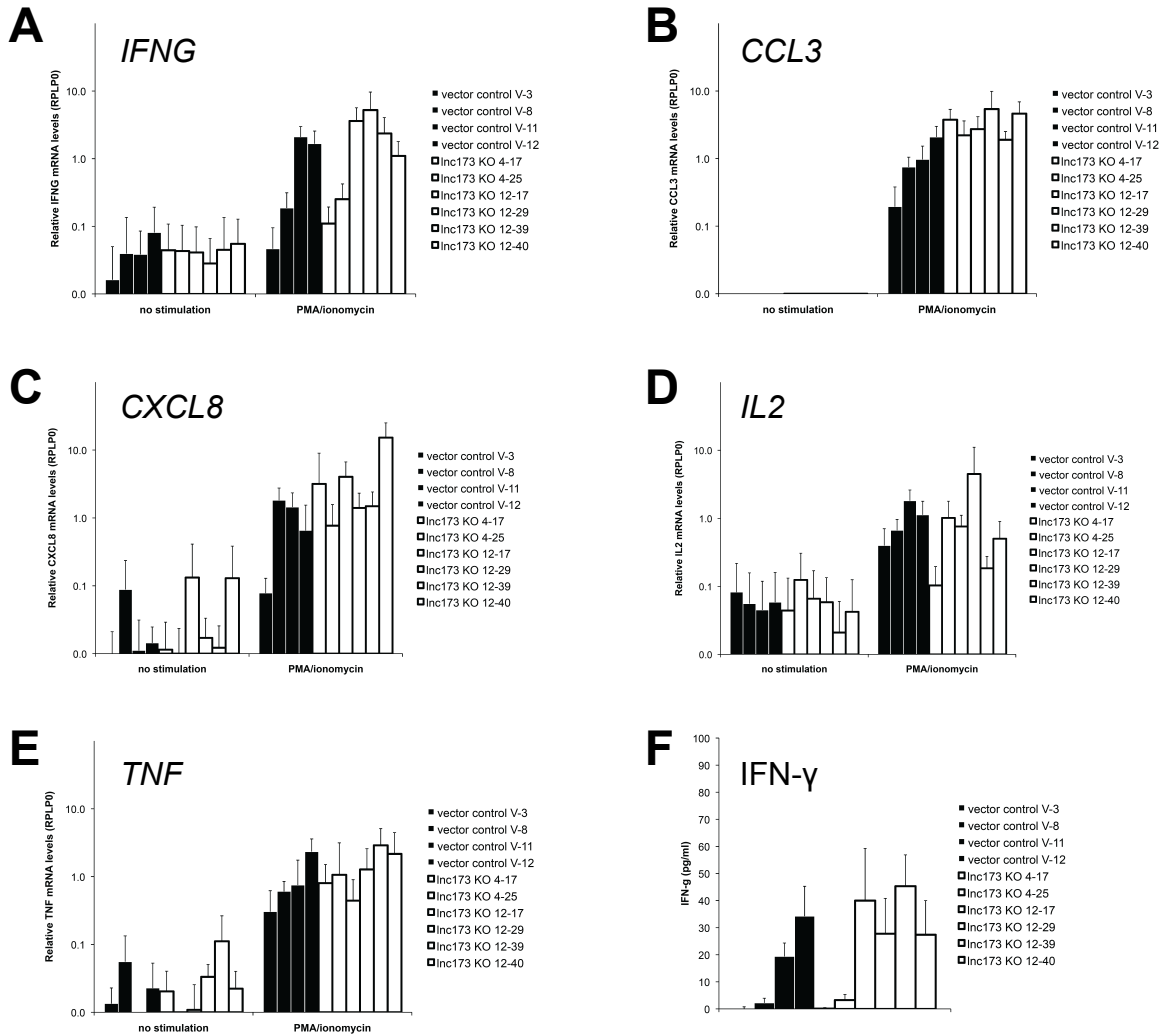 A
IFNG
Relative IFNG mRNA levels (RPLP0)
10.0
1.0
0.1
0.0
no stimulation
PMA/ionomycin
vector control V-3
vector control V-8
vector control V-11
vector control V-12
lnc173 KO 4-17
lnc173 KO 4-25
lnc173 KO 12-17
lnc173 KO 12-29
lnc173 KO 12-39
lnc173 KO 12-40
B
CCL3
Relative CCL3 mRNA levels (RPLP0)
10.0
1.0
0.1
0.0
no stimulation
PMA/ionomycin
vector control V-3
vector control V-8
vector control V-11
vector control V-12
lnc173 KO 4-17
lnc173 KO 4-25
lnc173 KO 12-17
lnc173 KO 12-29
lnc173 KO 12-39
lnc173 KO 12-40
C
CXCL8
Relative CXCL8 mRNA levels (RPLP0)
10.0
1.0
0.1
0.0
no stimulation
PMA/ionomycin
vector control V-3
vector control V-8
vector control V-11
vector control V-12
lnc173 KO 4-17
lnc173 KO 4-25
lnc173 KO 12-17
lnc173 KO 12-29
lnc173 KO 12-39
lnc173 KO 12-40
D
IL2
Relative IL2 mRNA levels (RPLP0)
10.0
1.0
0.1
0.0
no stimulation
PMA/ionomycin
vector control V-3
vector control V-8
vector control V-11
vector control V-12
lnc173 KO 4-17
lnc173 KO 4-25
lnc173 KO 12-17
lnc173 KO 12-29
lnc173 KO 12-39
lnc173 KO 12-40
E
TNF
Relative TNF mRNA levels (RPLP0)
10.0
1.0
0.1
0.0
no stimulation
PMA/ionomycin
vector control V-3
vector control V-8
vector control V-11
vector control V-12
lnc173 KO 4-17
lnc173 KO 4-25
lnc173 KO 12-17
lnc173 KO 12-29
lnc173 KO 12-39
lnc173 KO 12-40
F
IFN-γ
IFN-g (pg/ml)
100
90
80
70
60
50
40
30
20
10
0
vector control V-3
vector control V-8
vector control V-11
vector control V-12
lnc173 KO 4-17
lnc173 KO 4-25
lnc173 KO 12-17
lnc173 KO 12-29
lnc173 KO 12-39
lnc173 KO 12-40